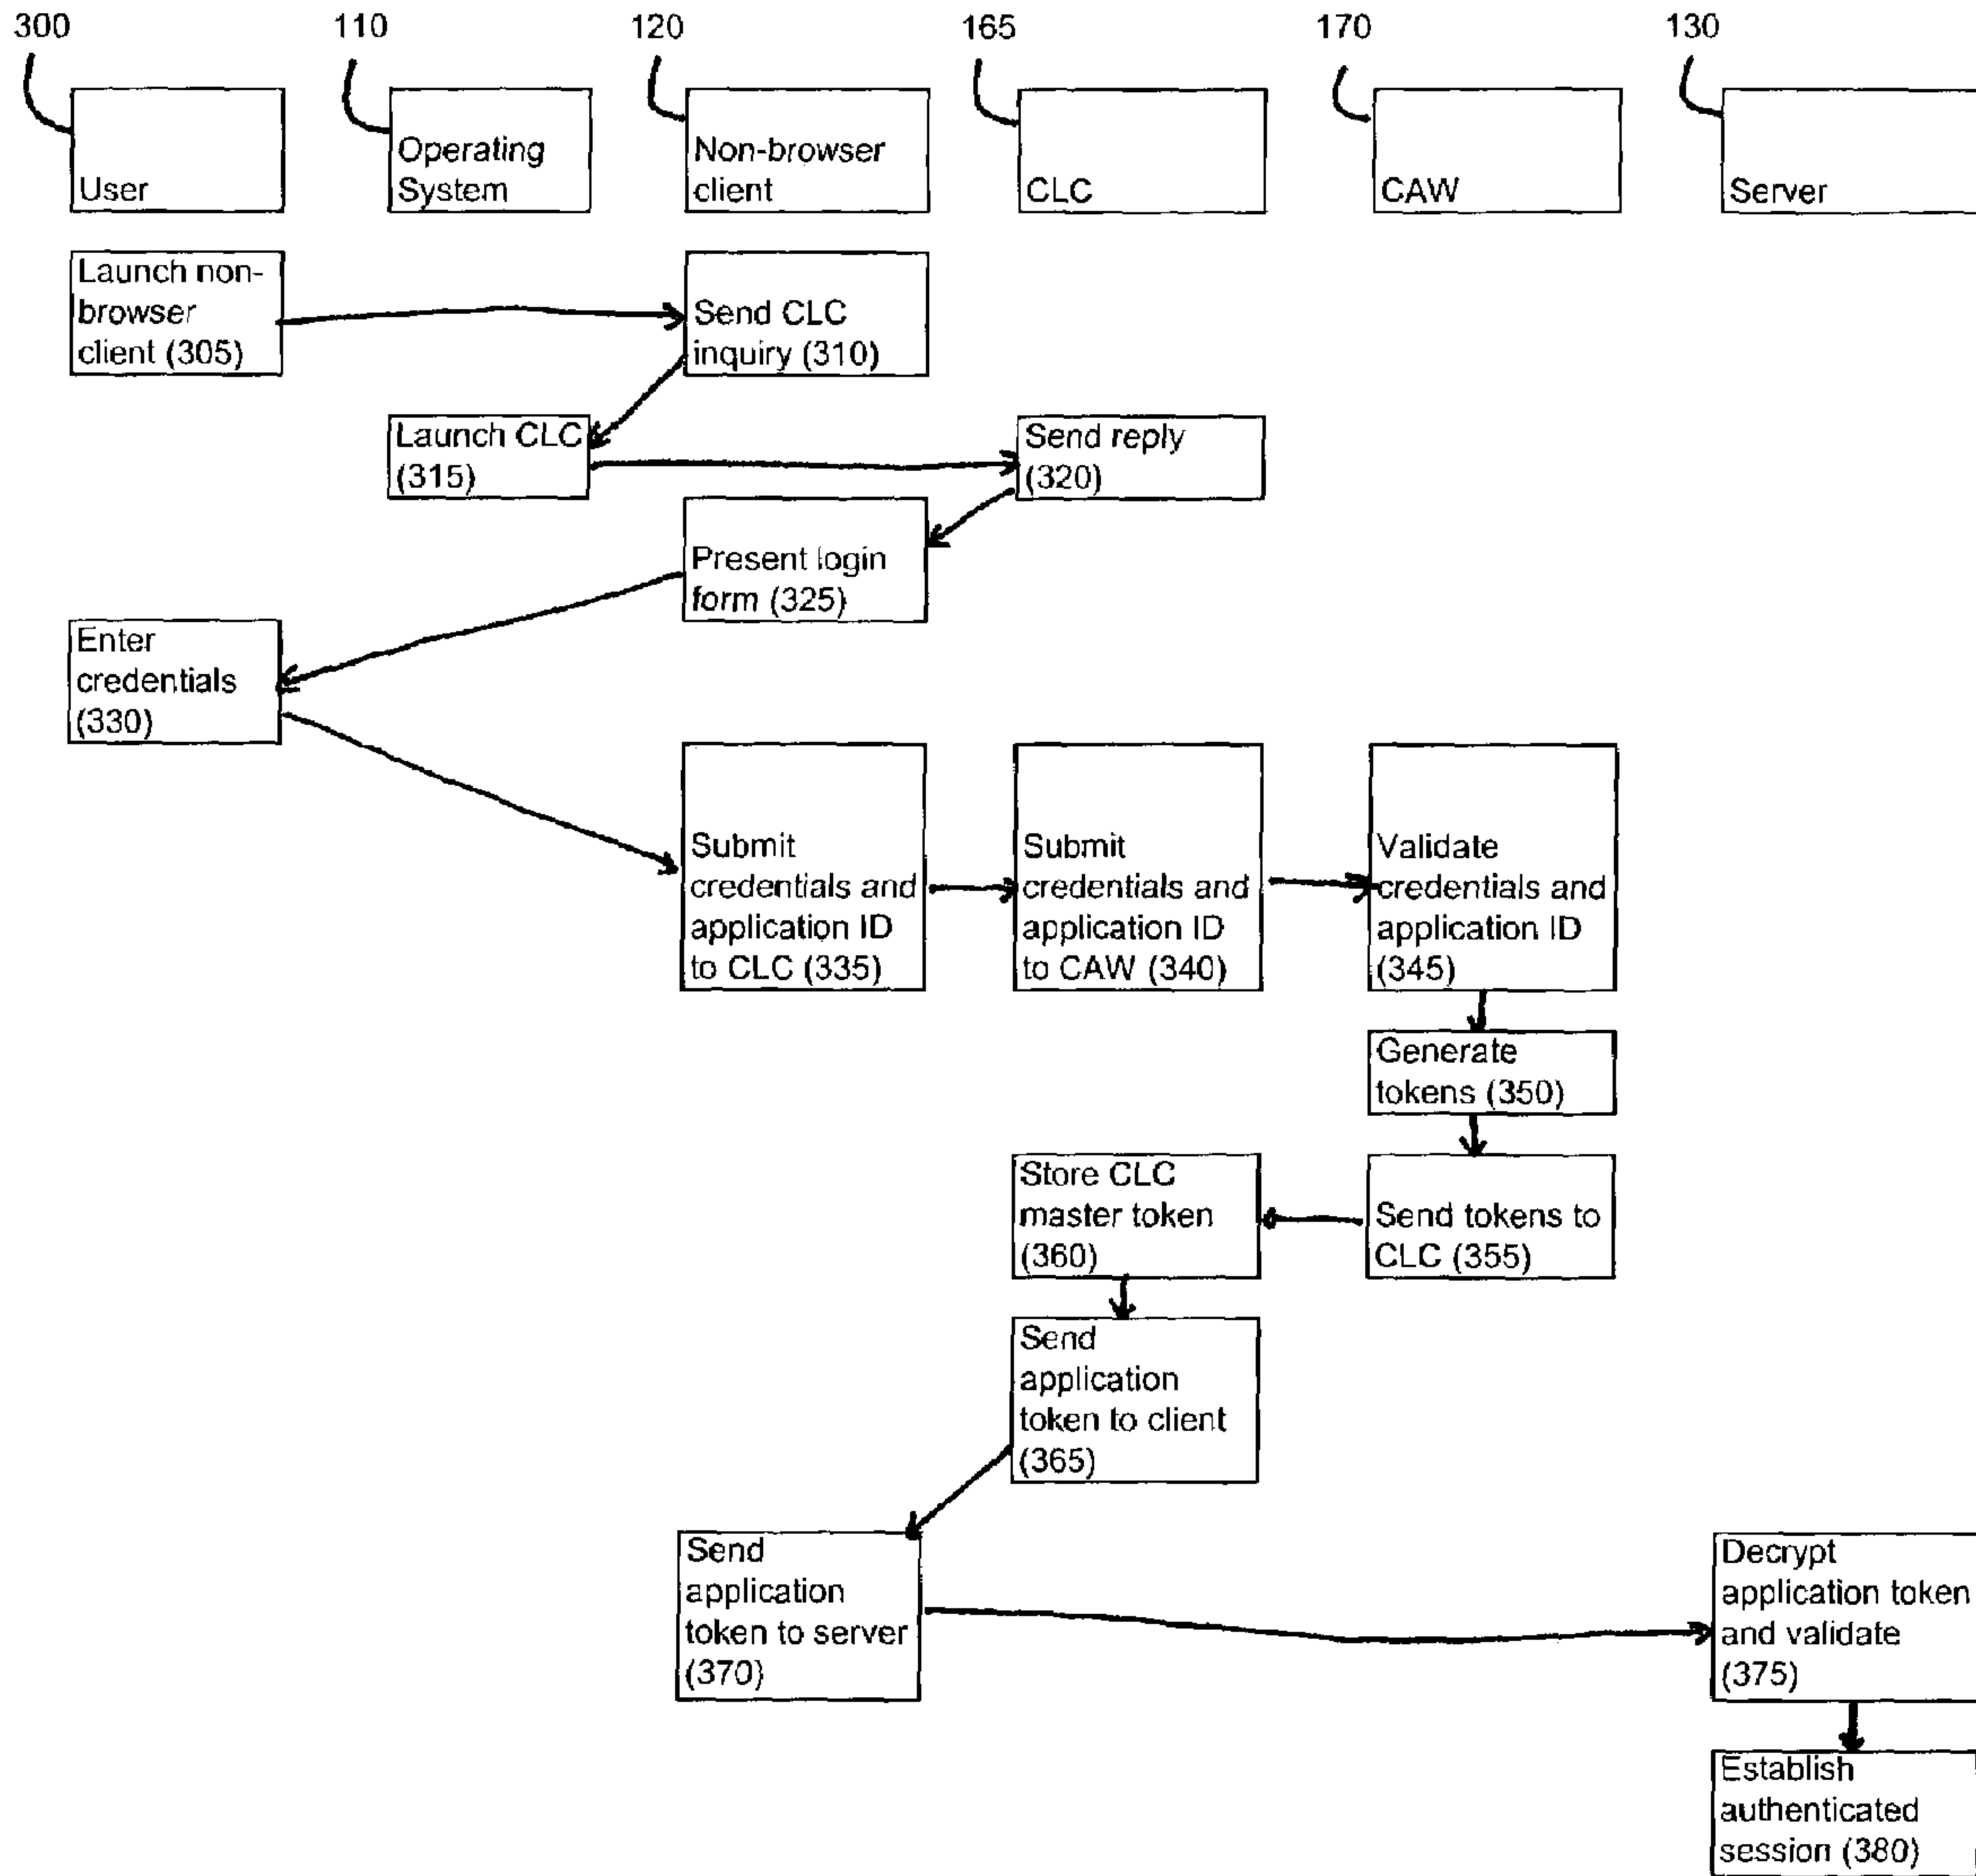 300
110
120
165
170
130
User
Operating
System
Non-browser
client
CLC
CAW
Server
Launch non-
browser
client (305)
Send CLC
inquiry (310)
Launch CLC
(315)
Send reply
(320)
Present login
form (325)
Enter
credentials
(330)
Submit
credentials and
application ID
to CLC (335)
Submit
credentials and
application ID
to CAW (340)
Validate
credentials and
application ID
(345)
Generate
tokens (350)
Send tokens to
CLC (355)
Store CLC
master token
(360)
Send
application
token to client
(365)
Send
application
token to server
(370)
Decrypt
application token
and validate
(375)
Establish
authenticated
session (380)